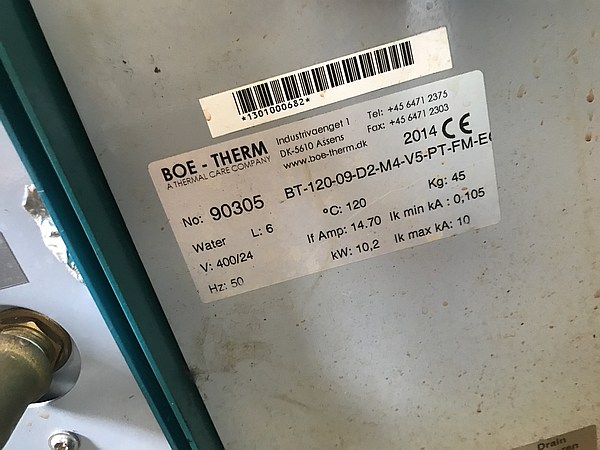 *1301000682*
BOE - THERM
A THERMAL CARE COMPANY
Industrivaenget 1
DK-5610 Assens
www.boe-therm.dk
Tel: +45 6471 2375
Fax: +45 6471 2303
2014 CE
No: 90305 BT-120-09-D2-M4-V5-PT-FM-E
Water L: 6 °C: 120 Kg: 45
V: 400/24 If Amp: 14.70 Ik min kA : 0,105
Hz: 50 kW: 10,2 Ik max kA: 10
Drain